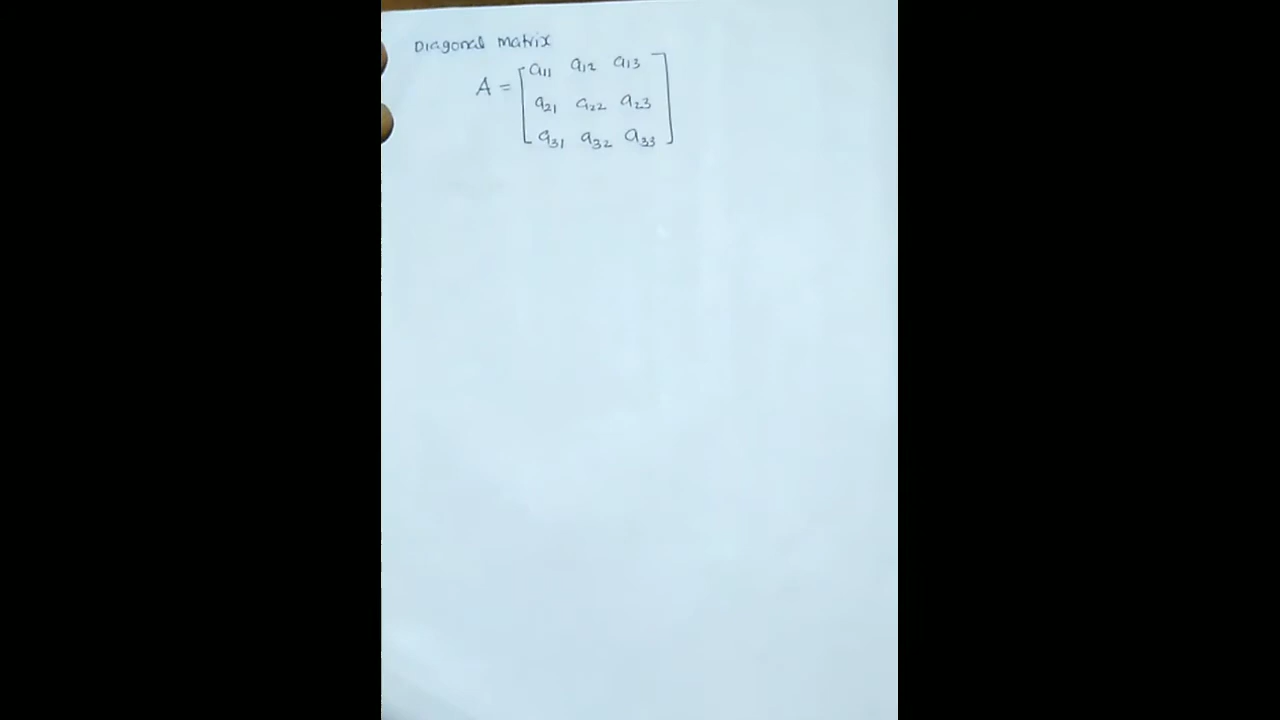 Diagonal matrix
A = [ a11 a12 a13
a21 a22 a23
a31 a32 a33 ]